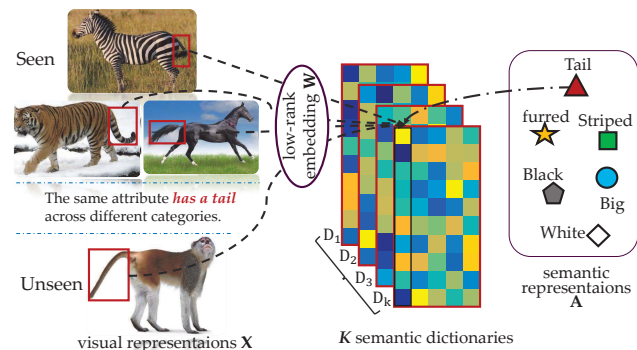 Seen
The same attribute has a tail
across different categories.
Unseen
visual representaions X
low-rank
embedding W
D1
D2
D3
Dk
K semantic dictionaries
Tail
furred
Striped
Black
Big
White
semantic
representaions
A